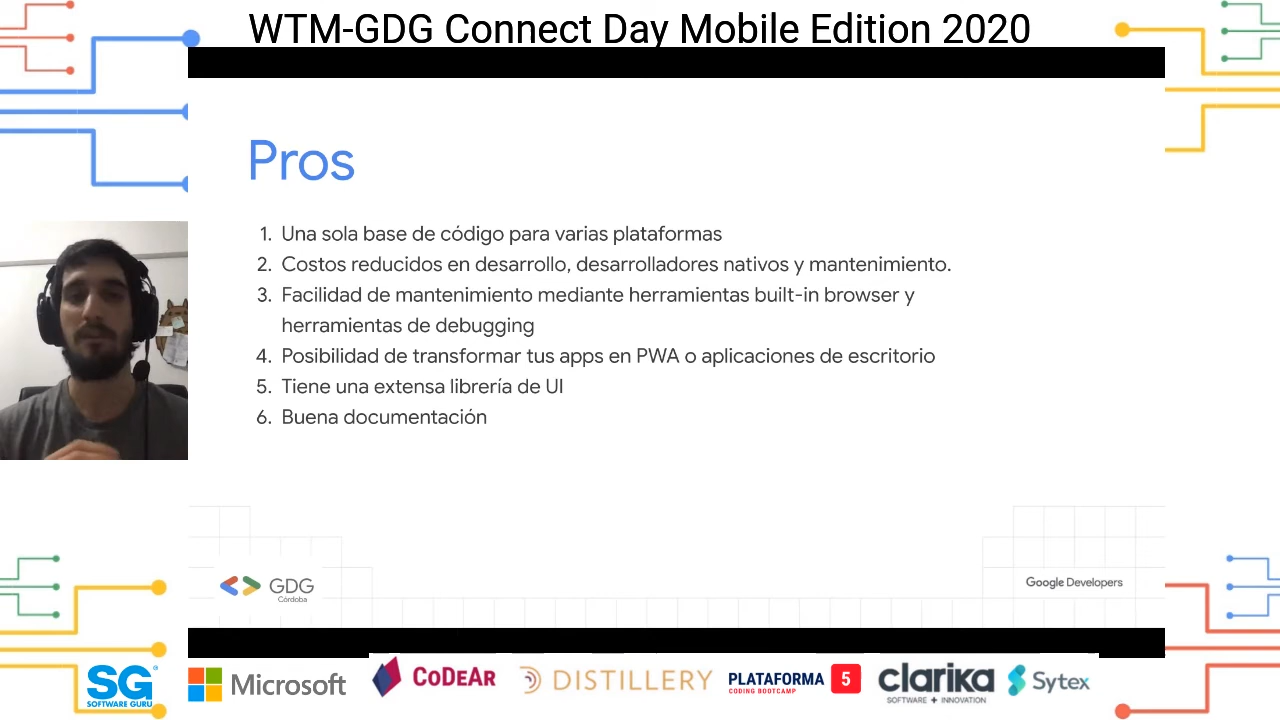 WTM-GDG Connect Day Mobile Edition 2020
Pros
1. Una sola base de código para varias plataformas
2. Costos reducidos en desarrollo, desarrolladores nativos y mantenimiento.
3. Facilidad de mantenimiento mediante herramientas built-in browser y
herramientas de debugging
4. Posibilidad de transformar tus apps en PWA o aplicaciones de escritorio
5. Tiene una extensa librería de UI
6. Buena documentación
GDG
Córdoba
Google Developers
SG
SOFTWARE GURU
Microsoft
CODEAR
DISTILLERY
PLATAFORMA 5
CODING BOOTCAMP
clarika
SOFTWARE + INNOVATION
Sytex